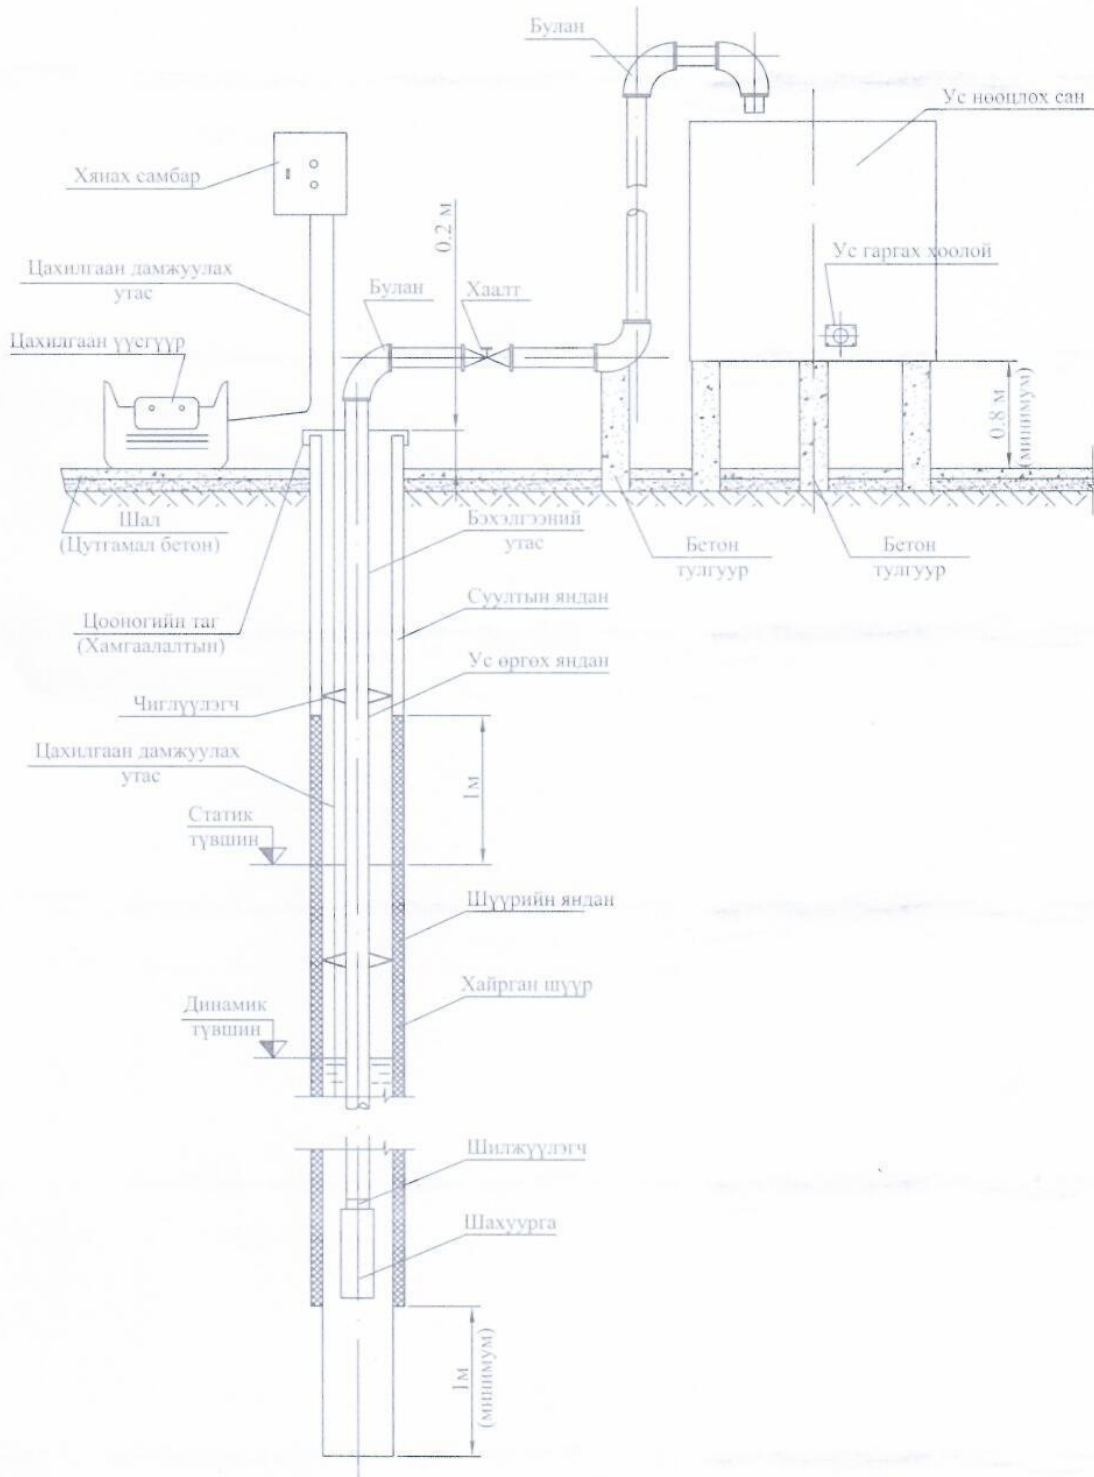 Булан
Ус нөөцлөх сан
Хянах самбар
0.2 м
Ус гаргах хоолой
Цахилгаан дамжуулах
утас
Булан
Хаалт
Цахилгаан үүсгүүр
0.8 м
(минимум)
Шал
(Цутгамал бетон)
Бэхэлгээний
утас
Бетон
тулгуур
Бетон
тулгуур
Суултын яндан
Цооногийн таг
(Хамгаалалтын)
Ус өргөх яндан
Чиглүүлэгч
Цахилгаан дамжуулах
утас
1м
Статик
түвшин
Шүүрийн яндан
Хайрган шүүр
Динамик
түвшин
Шилжүүлэгч
Шахуурга
1м
(минимум)